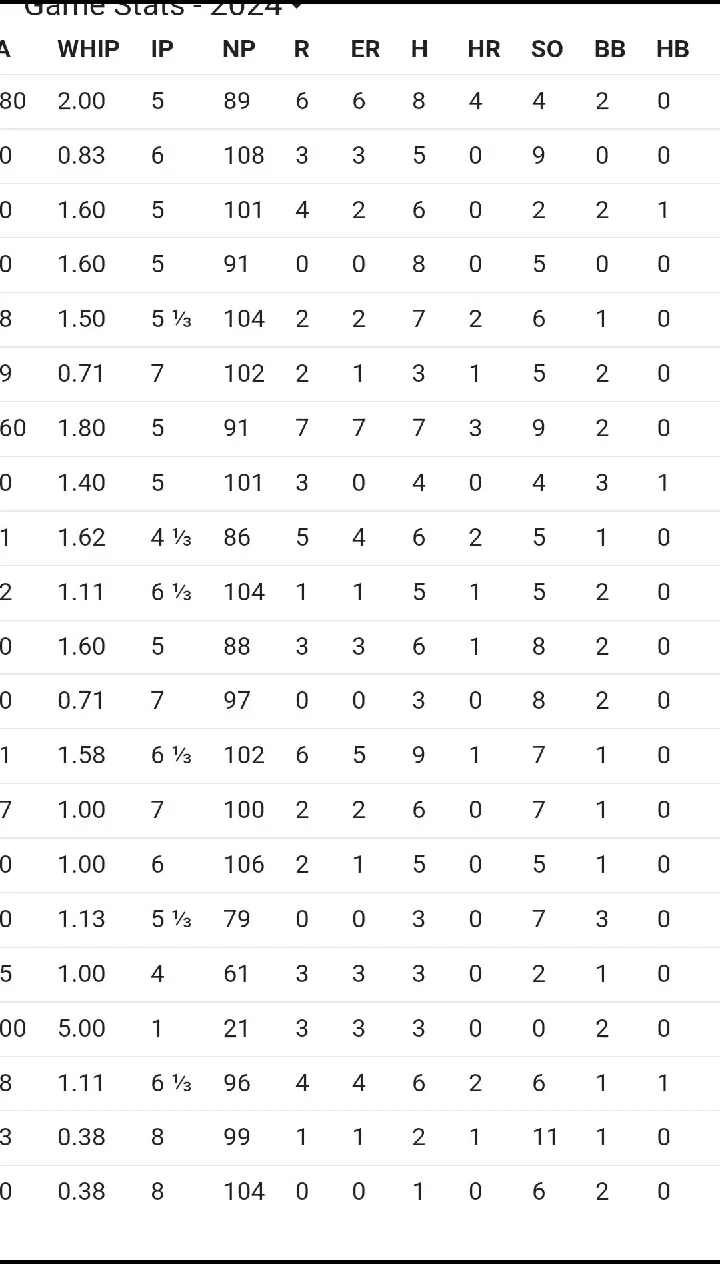 Game Stats - 2024
A WHIP IP NP R ER H HR SO BB HB
80 2.00 5 89 6 6 8 4 4 2 0
0 0.83 6 108 3 3 5 0 9 0 0
0 1.60 5 101 4 2 6 0 2 2 1
0 1.60 5 91 0 0 8 0 5 0 0
8 1.50 5 ⅓ 104 2 2 7 2 6 1 0
9 0.71 7 102 2 1 3 1 5 2 0
60 1.80 5 91 7 7 7 3 9 2 0
0 1.40 5 101 3 0 4 0 4 3 1
1 1.62 4 ⅓ 86 5 4 6 2 5 1 0
2 1.11 6 ⅓ 104 1 1 5 1 5 2 0
0 1.60 5 88 3 3 6 1 8 2 0
0 0.71 7 97 0 0 3 0 8 2 0
1 1.58 6 ⅓ 102 6 5 9 1 7 1 0
7 1.00 7 100 2 2 6 0 7 1 0
0 1.00 6 106 2 1 5 0 5 1 0
0 1.13 5 ⅓ 79 0 0 3 0 7 3 0
5 1.00 4 61 3 3 3 0 2 1 0
00 5.00 1 21 3 3 3 0 0 2 0
8 1.11 6 ⅓ 96 4 4 6 2 6 1 1
3 0.38 8 99 1 1 2 1 11 1 0
0 0.38 8 104 0 0 1 0 6 2 0